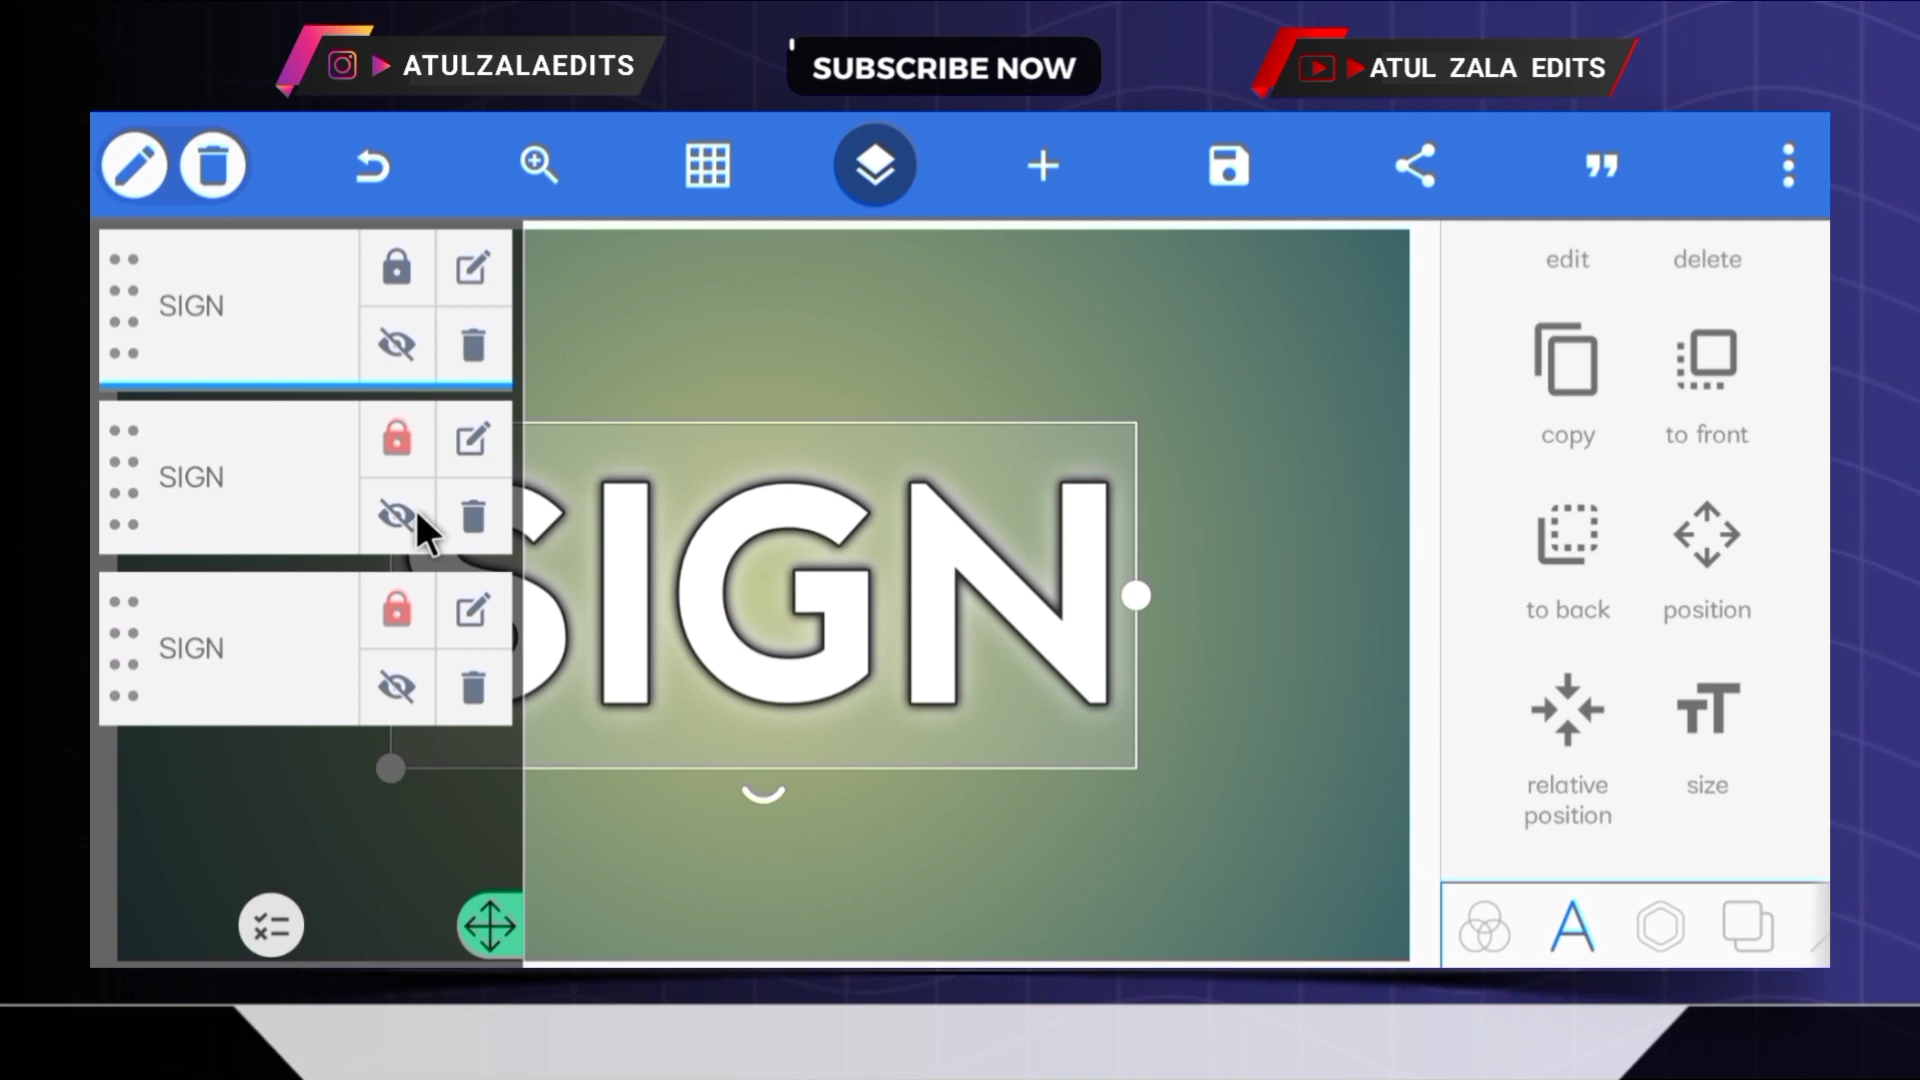 ATULZALAEDITS
SUBSCRIBE NOW
ATUL ZALA EDITS
SIGN
SIGN
SIGN
SIGN
edit
delete
copy
to front
to back
position
relative
position
size